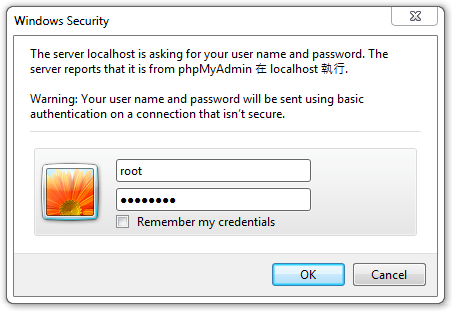 Windows Security
The server localhost is asking for your user name and password. The
server reports that it is from phpMyAdmin 在 localhost 執行.
Warning: Your user name and password will be sent using basic
authentication on a connection that isn't secure.
root
●●●●●●●●
Remember my credentials
OK
Cancel